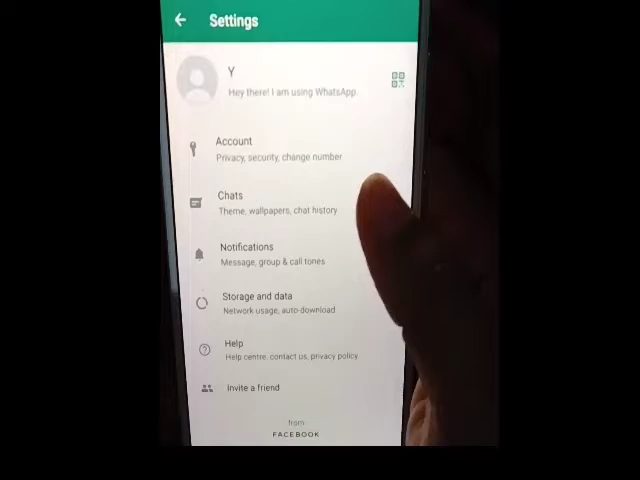 Settings
Y
Hey there! I am using WhatsApp.
Account
Privacy, security, change number
Chats
Theme, wallpapers, chat history
Notifications
Message, group & call tones
Storage and data
Network usage, auto-download
Help
Help centre, contact us, privacy policy
Invite a friend
from
FACEBOOK